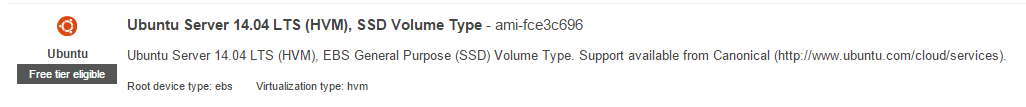 Ubuntu Server 14.04 LTS (HVM), SSD Volume Type - ami-fce3c696
Ubuntu
Ubuntu Server 14.04 LTS (HVM), EBS General Purpose (SSD) Volume Type. Support available from Canonical (http://www.ubuntu.com/cloud/services).
Free tier eligible
Root device type: ebs Virtualization type: hvm